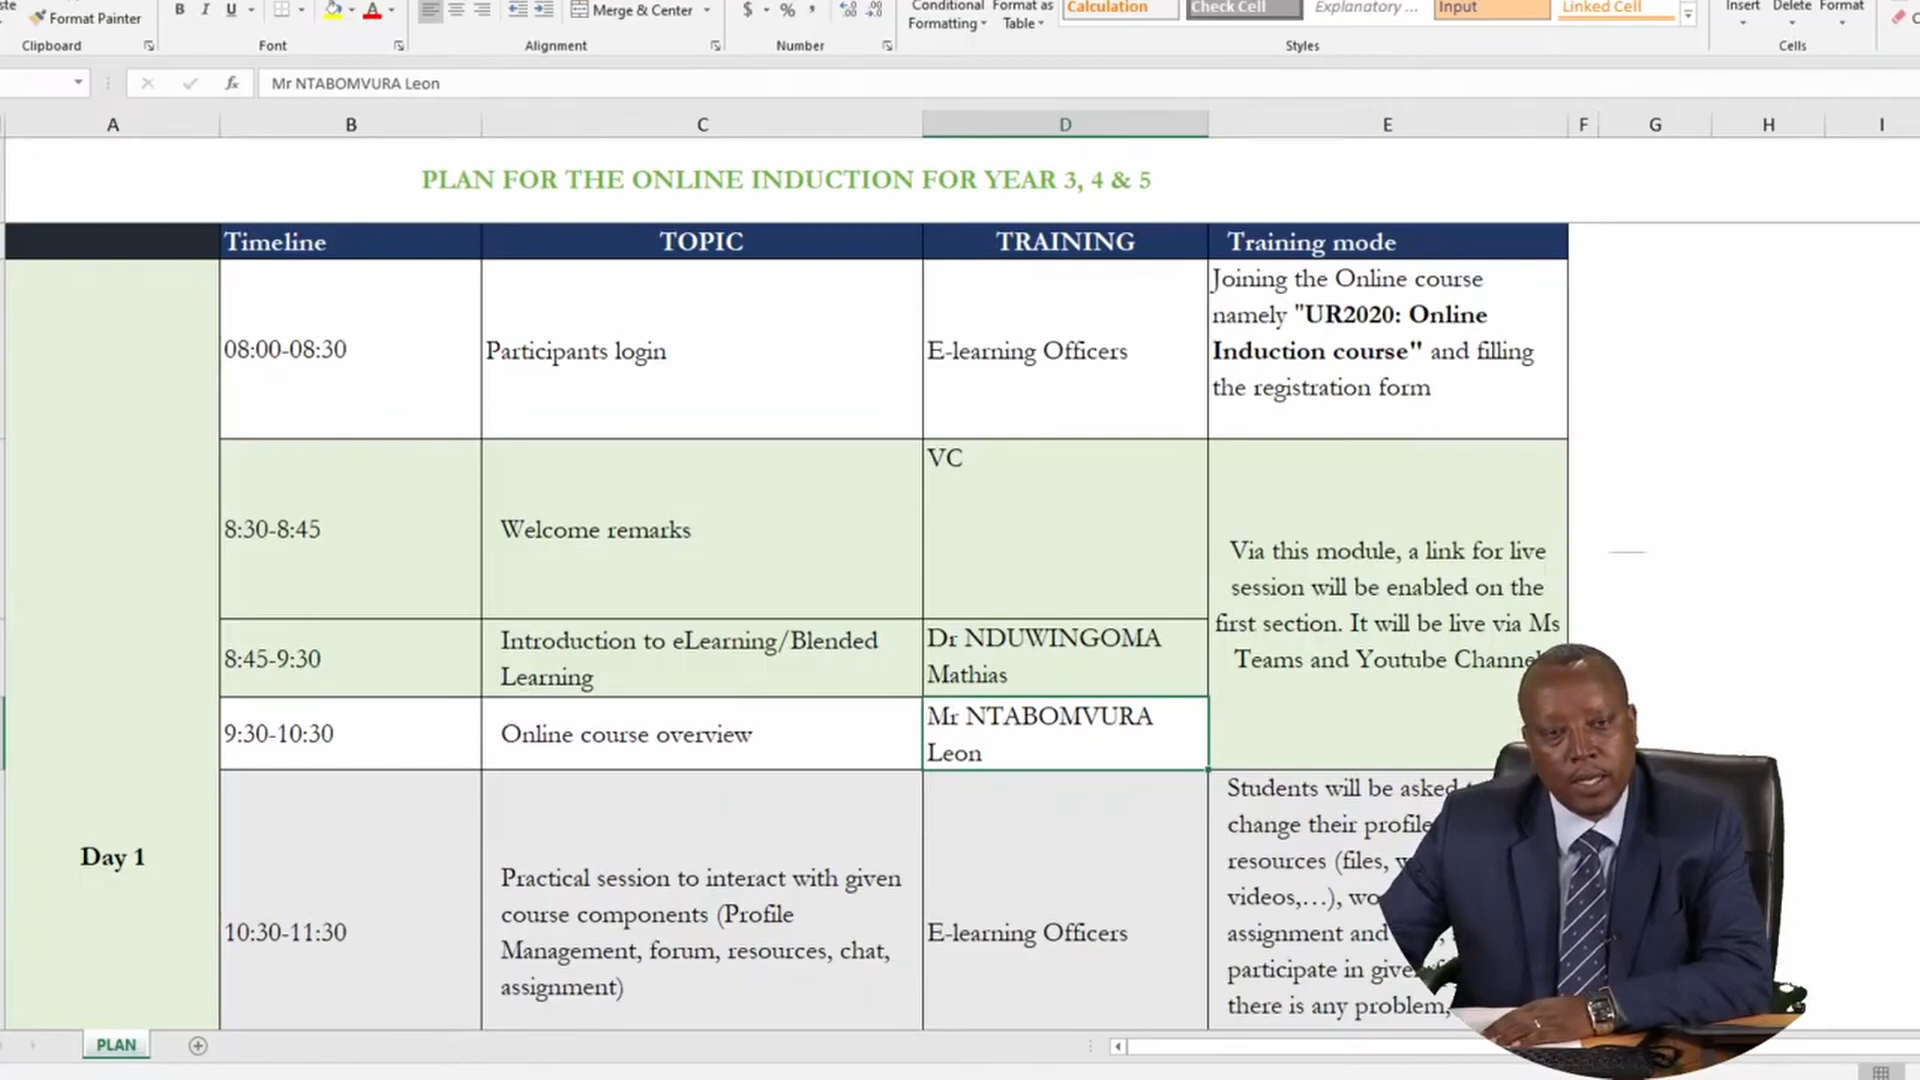 Format Painter
B I U
Merge & Center
$ %
Conditional
Formatting
Format as
Table
Calculation
Check Cell
Explanatory ...
Input
Linked Cell
Insert Delete Format
Clipboard Font Alignment Number Styles Cells
fx Mr NTABOMVURA Leon
A B C D E F G H I
PLAN FOR THE ONLINE INDUCTION FOR YEAR 3, 4 & 5
Timeline TOPIC TRAINING Training mode
08:00-08:30
Participants login
E-learning Officers
Joining the Online course
namely "UR2020: Online
Induction course" and filling
the registration form
8:30-8:45
Welcome remarks
VC
Via this module, a link for live
session will be enabled on the
first section. It will be live via Ms
Teams and Youtube
8:45-9:30
Introduction to eLearning/Blended
Learning
Dr NDUWINGOMA
Mathias
9:30-10:30
Online course overview
Mr NTABOMVURA
Leon
Day 1
10:30-11:30
Practical session to interact with given
course components (Profile
Management, forum, resources, chat,
assignment)
E-learning Officers
Students will be asked
change their profile
resources (files,
videos,...),
assignment and
participate in
there is any problem,
PLAN